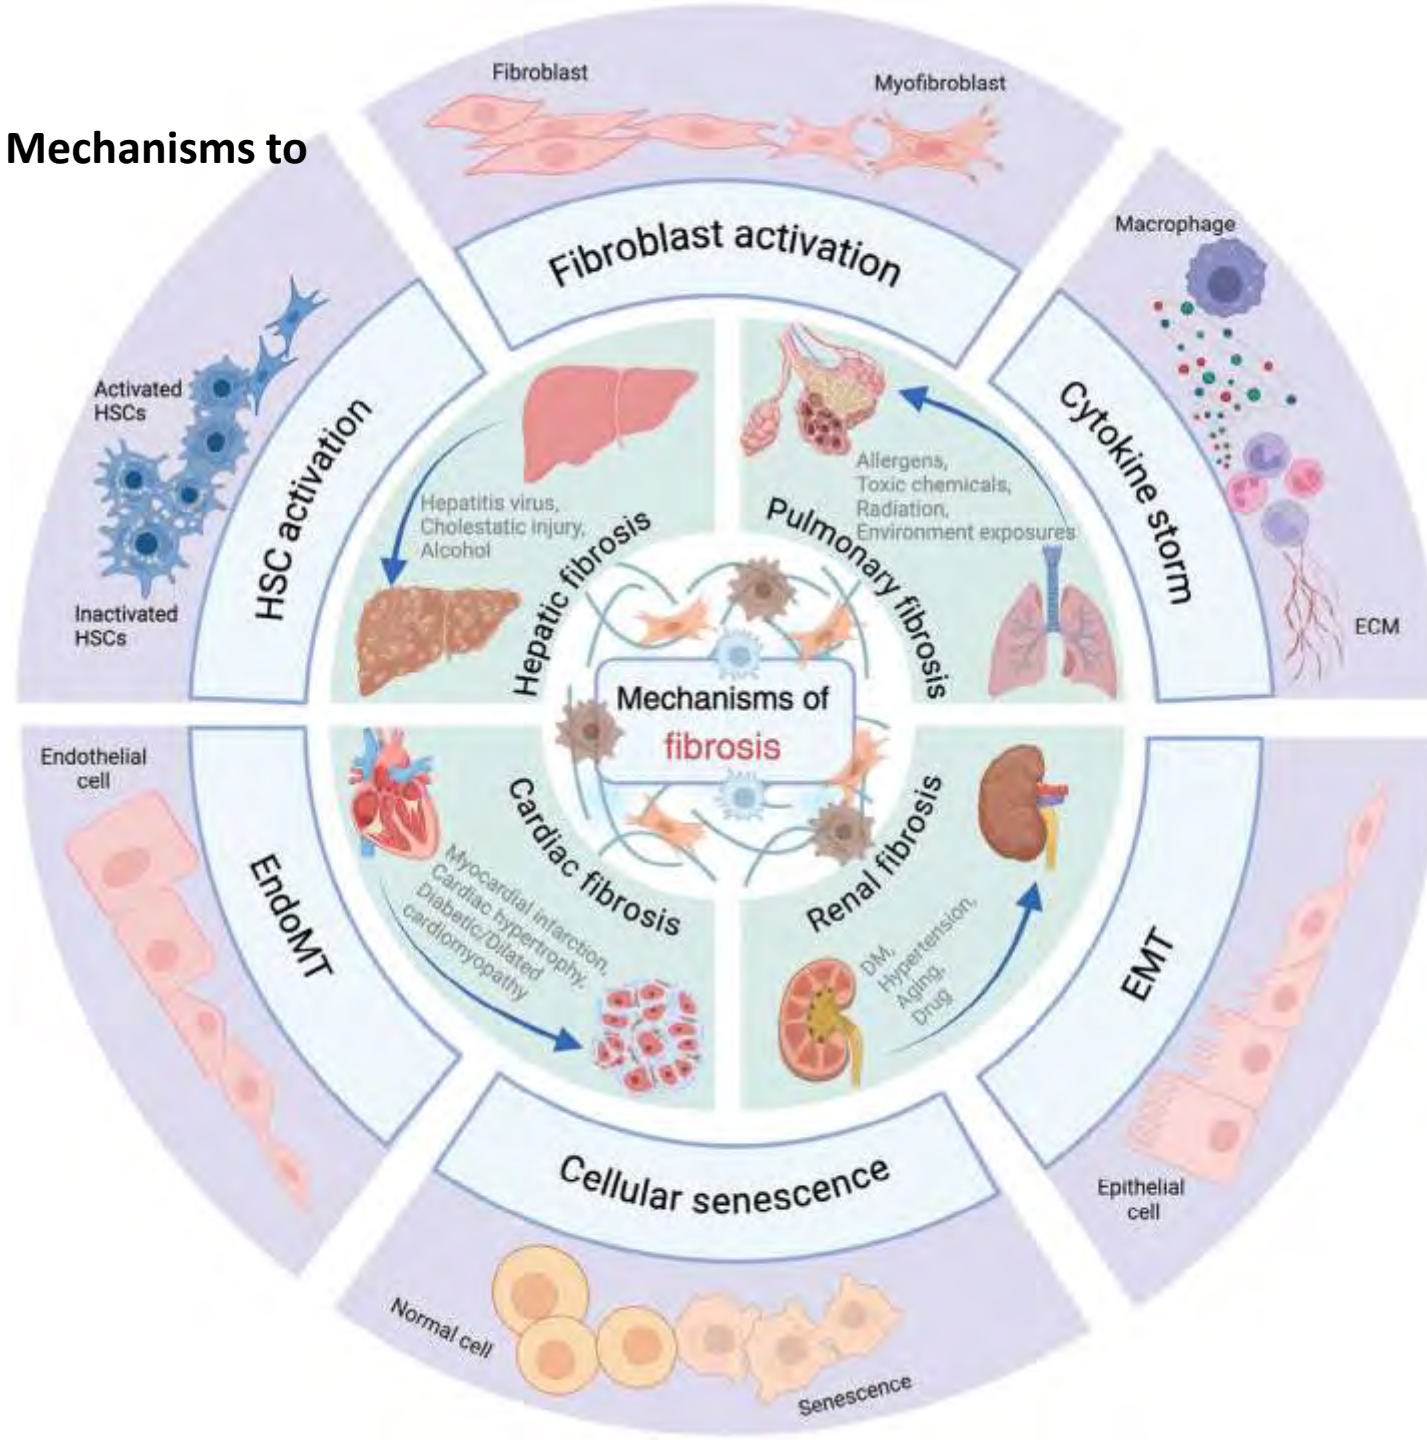 Mechanisms to
Fibroblast
Myofibroblast
Fibroblast activation
Macrophage
Cytokine storm
ECM
Activated
HSCs
Inactivated
HSCs
HSC activation
Hepatitis virus,
Cholestatic injury,
Alcohol
Hepatic fibrosis
Allergens,
Toxic chemicals,
Radiation,
Environment exposures
Pulmonary fibrosis
Mechanisms of
fibrosis
Endothelial
cell
EndoMT
Cardiac fibrosis
Myocardial infarction,
Cardiac hypertrophy,
Diabetic/Dilated
cardiomyopathy
Renal fibrosis
DM,
Hypertension,
Aging,
Drug
EMT
Epithelial
cell
Cellular senescence
Normal cell
Senescence